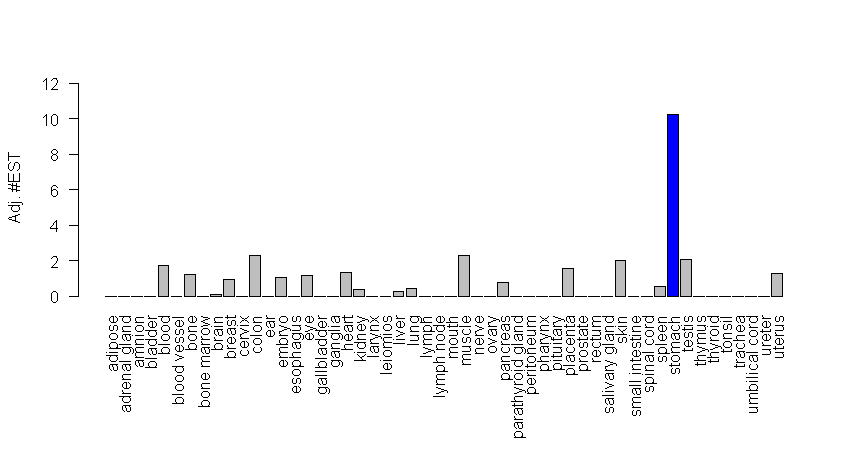 12
10
8
6
4
2
0
Adj. #EST
adipose
adrenal gland
amnion
bladder
blood
blood vessel
bone
bone marrow
brain
breast
cervix
colon
ear
embryo
esophagus
eye
gallbladder
ganglia
heart
kidney
larynx
leiomios
liver
lung
lymph
lymph node
mouth
muscle
nerve
ovary
pancreas
parathyroid gland
peritoneum
pharynx
pituitary
placenta
prostate
rectum
salivary gland
skin
small intestine
spinal cord
spleen
stomach
testis
thymus
thyroid
tonsil
trachea
umbilical cord
ureter
uterus